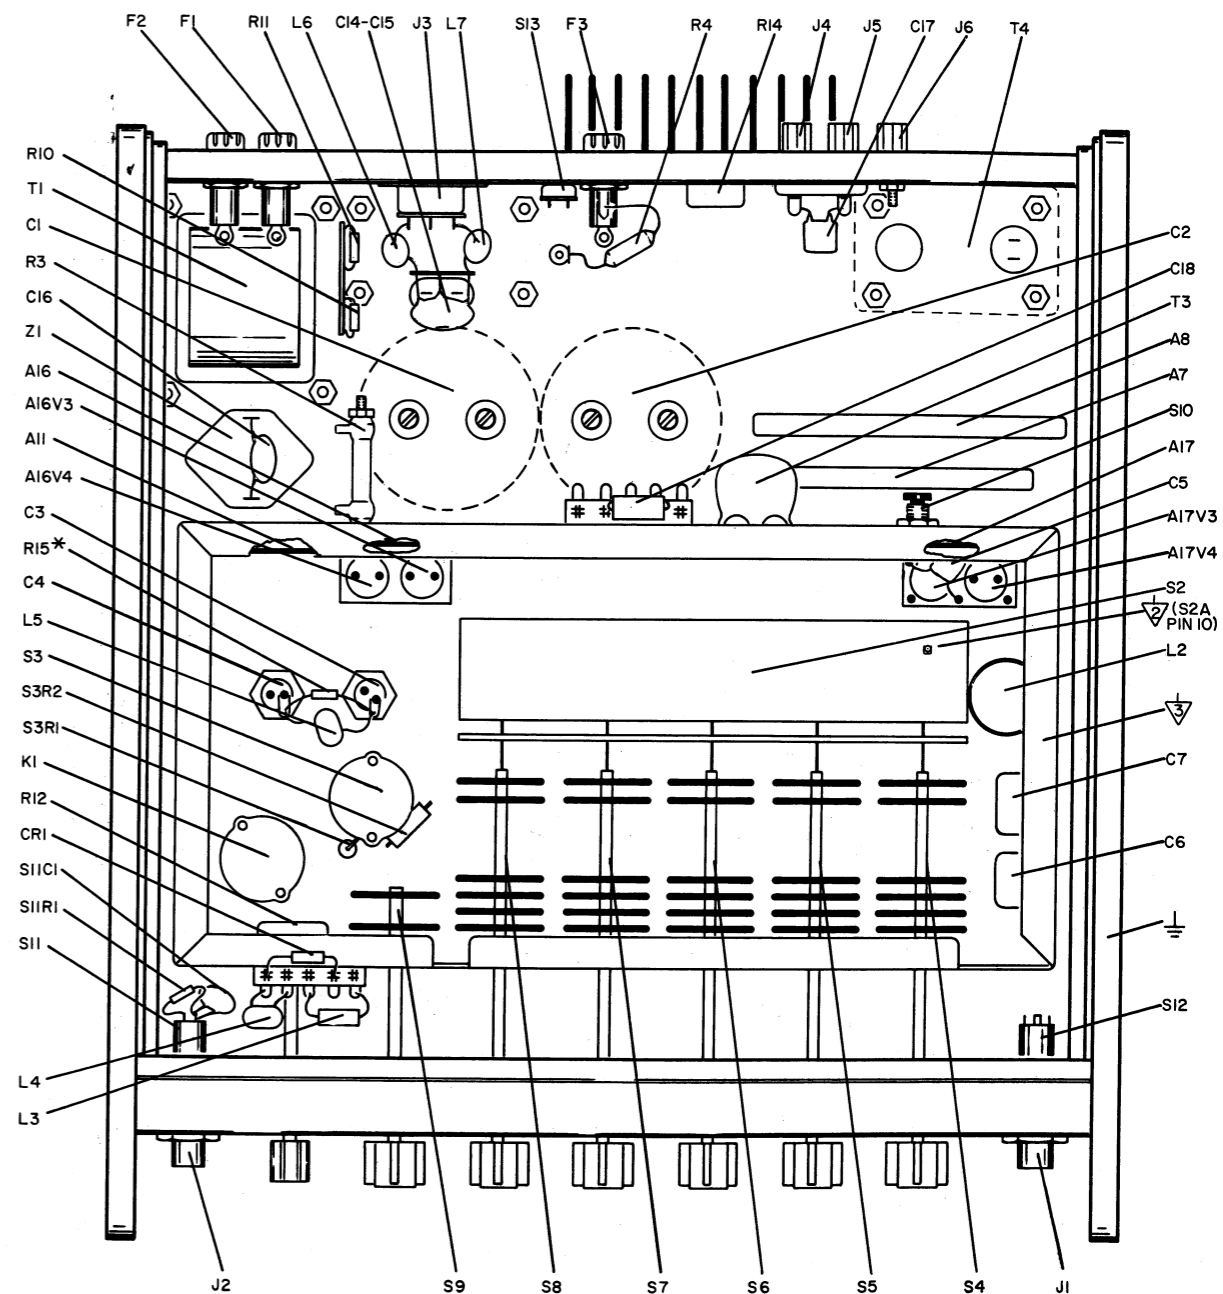 F2
F1
R11
L6
C14-C15
J3
L7
S13
F3
R4
R14
J4
J5
C17
J6
T4
R10
T1
C1
R3
C16
Z1
A16
A16V3
A11
A16V4
C3
R15*
C4
L5
S3
S3R2
S3R1
K1
R12
CR1
S11C1
S11R1
S11
L4
L3
C2
C18
T3
A8
A7
S10
A17
C5
A17V3
A17V4
S2
2 (S2A
PIN 10)
L2
3
C7
C6
S12
J2
S9
S8
S7
S6
S5
S4
J1